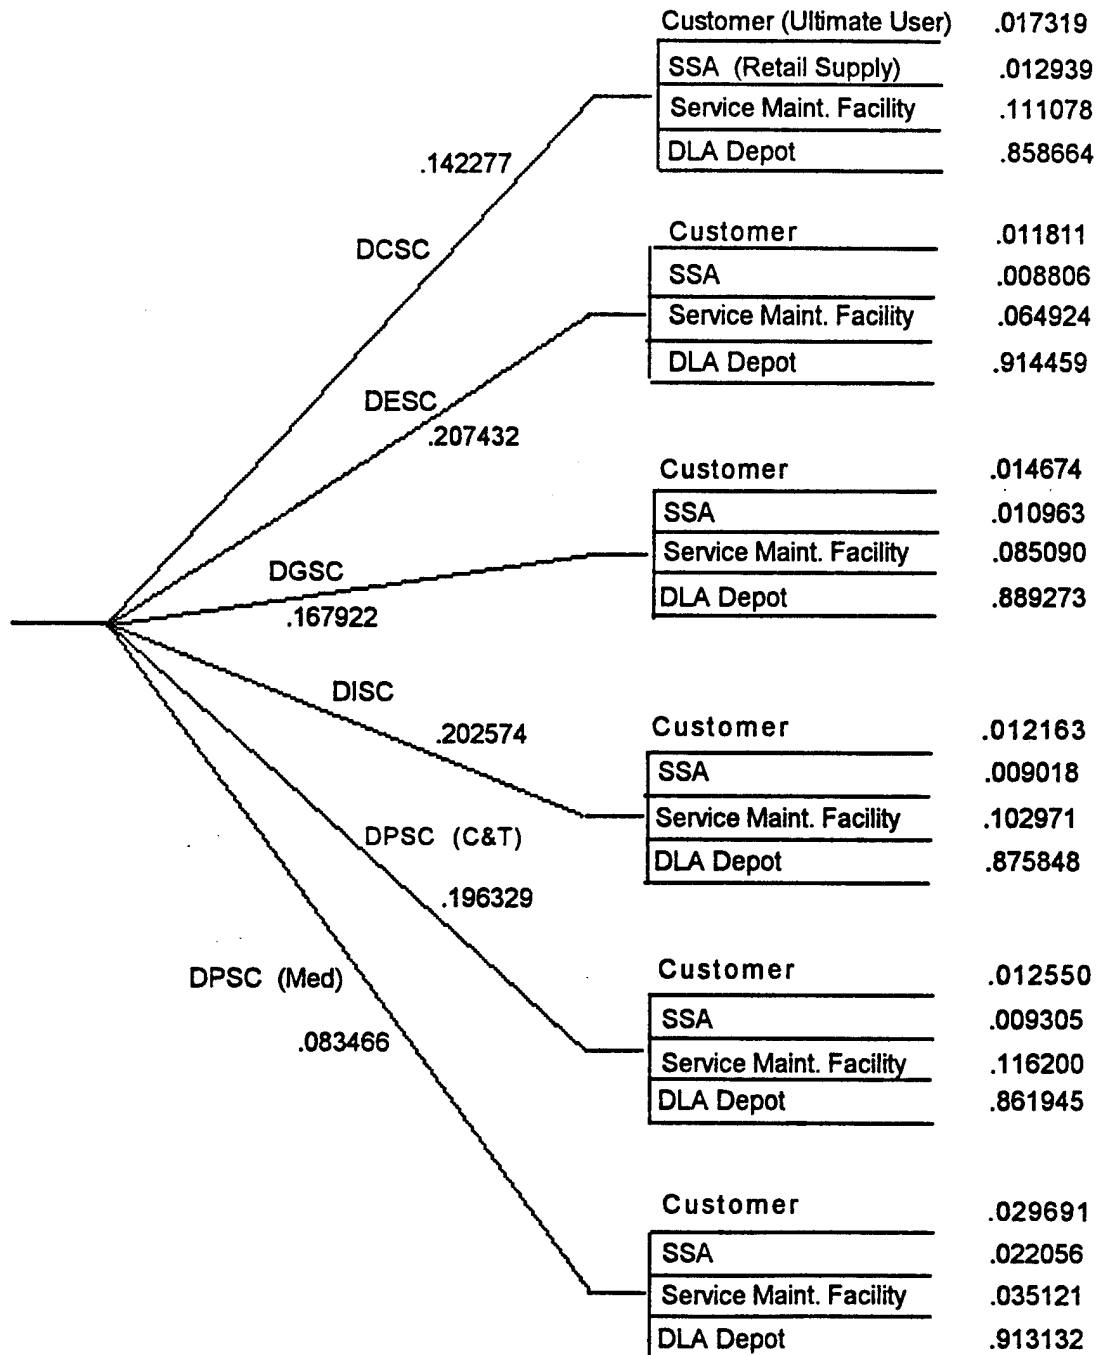 Customer (Ultimate User) .017319
SSA (Retail Supply) .012939
Service Maint. Facility .111078
DLA Depot .858664
.142277
DCSC
Customer .011811
SSA .008806
Service Maint. Facility .064924
DLA Depot .914459
DESC
.207432
Customer .014674
SSA .010963
Service Maint. Facility .085090
DLA Depot .889273
DGSC
.167922
DISC
.202574
Customer .012163
SSA .009018
Service Maint. Facility .102971
DLA Depot .875848
DPSC (C&T)
.196329
Customer .012550
SSA .009305
Service Maint. Facility .116200
DLA Depot .861945
DPSC (Med)
.083466
Customer .029691
SSA .022056
Service Maint. Facility .035121
DLA Depot .913132